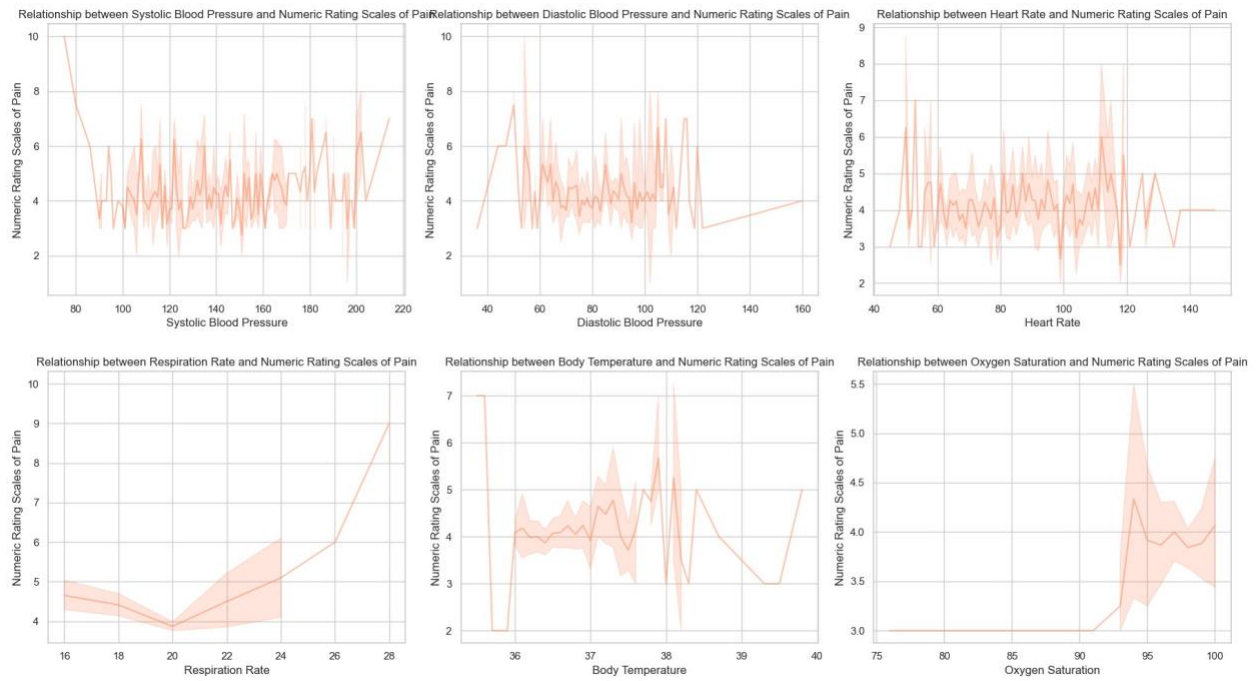 Relationship between Systolic Blood Pressure and Numeric Rating Scales of Pain
Numeric Rating Scales of Pain
10
8
6
4
2
80 100 120 140 160 180 200 220
Systolic Blood Pressure
Relationship between Diastolic Blood Pressure and Numeric Rating Scales of Pain
Numeric Rating Scales of Pain
10
8
6
4
2
40 60 80 100 120 140 160
Diastolic Blood Pressure
Relationship between Heart Rate and Numeric Rating Scales of Pain
Numeric Rating Scales of Pain
9
8
7
6
5
4
3
2
40 60 80 100 120 140
Heart Rate
Relationship between Respiration Rate and Numeric Rating Scales of Pain
Numeric Rating Scales of Pain
10
9
8
7
6
5
4
16 18 20 22 24 26 28
Respiration Rate
Relationship between Body Temperature and Numeric Rating Scales of Pain
Numeric Rating Scales of Pain
7
6
5
4
3
2
36 37 38 39 40
Body Temperature
Relationship between Oxygen Saturation and Numeric Rating Scales of Pain
Numeric Rating Scales of Pain
5.5
5.0
4.5
4.0
3.5
3.0
75 80 85 90 95 100
Oxygen Saturation